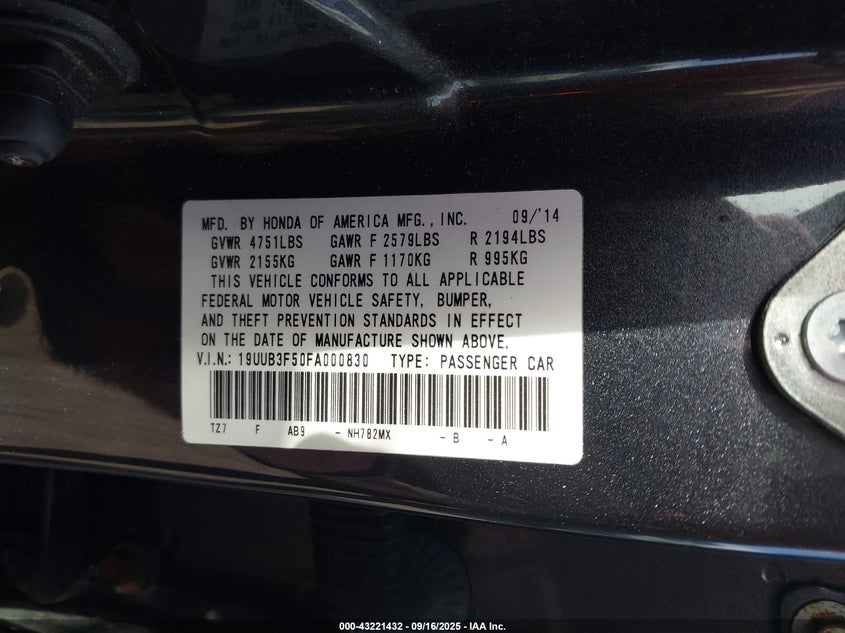 MFD. BY HONDA OF AMERICA MFG., INC. 09/'14
GVWR 4751LBS GAWR F 2579LBS R 2194LBS
GVWR 2155KG GAWR F 1170KG R 995KG
THIS VEHICLE CONFORMS TO ALL APPLICABLE
FEDERAL MOTOR VEHICLE SAFETY, BUMPER,
AND THEFT PREVENTION STANDARDS IN EFFECT
ON THE DATE OF MANUFACTURE SHOWN ABOVE.
V.I.N.: 19UUB3F50FA000830 TYPE: PASSENGER CAR
TZ7 F AB9 - NH782MX - B - A
000-43221432 - 09/16/2025 - IAA Inc.